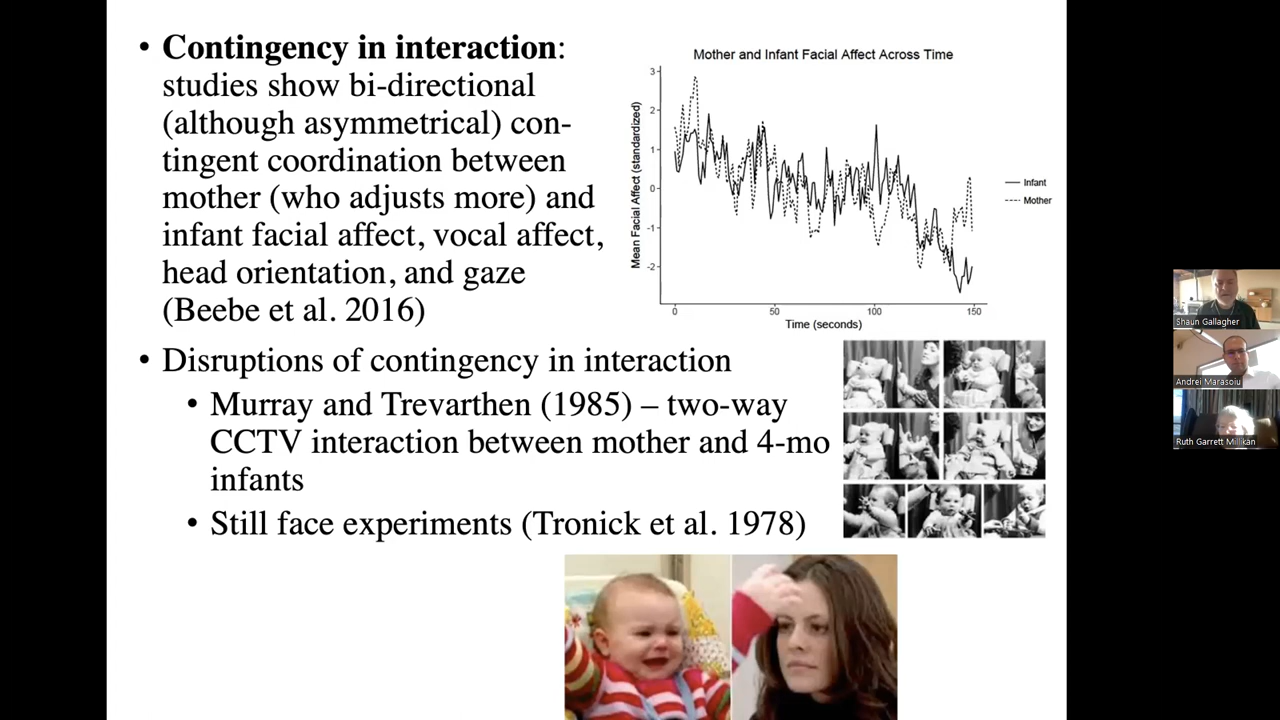 • Contingency in interaction:
studies show bi-directional
(although asymmetrical) con-
tingent coordination between
mother (who adjusts more) and
infant facial affect, vocal affect,
head orientation, and gaze
(Beebe et al. 2016)
• Disruptions of contingency in interaction
• Murray and Trevarthen (1985) – two-way
CCTV interaction between mother and 4-mo
infants
• Still face experiments (Tronick et al. 1978)
Mother and Infant Facial Affect Across Time
Mean Facial Affect (standardized)
3
2
1
0
-1
-2
0 50 100 150
Time (seconds)
Infant
Mother
Shaun Gallagher
Andrei Marasoiu
Ruth Garrett Millikan